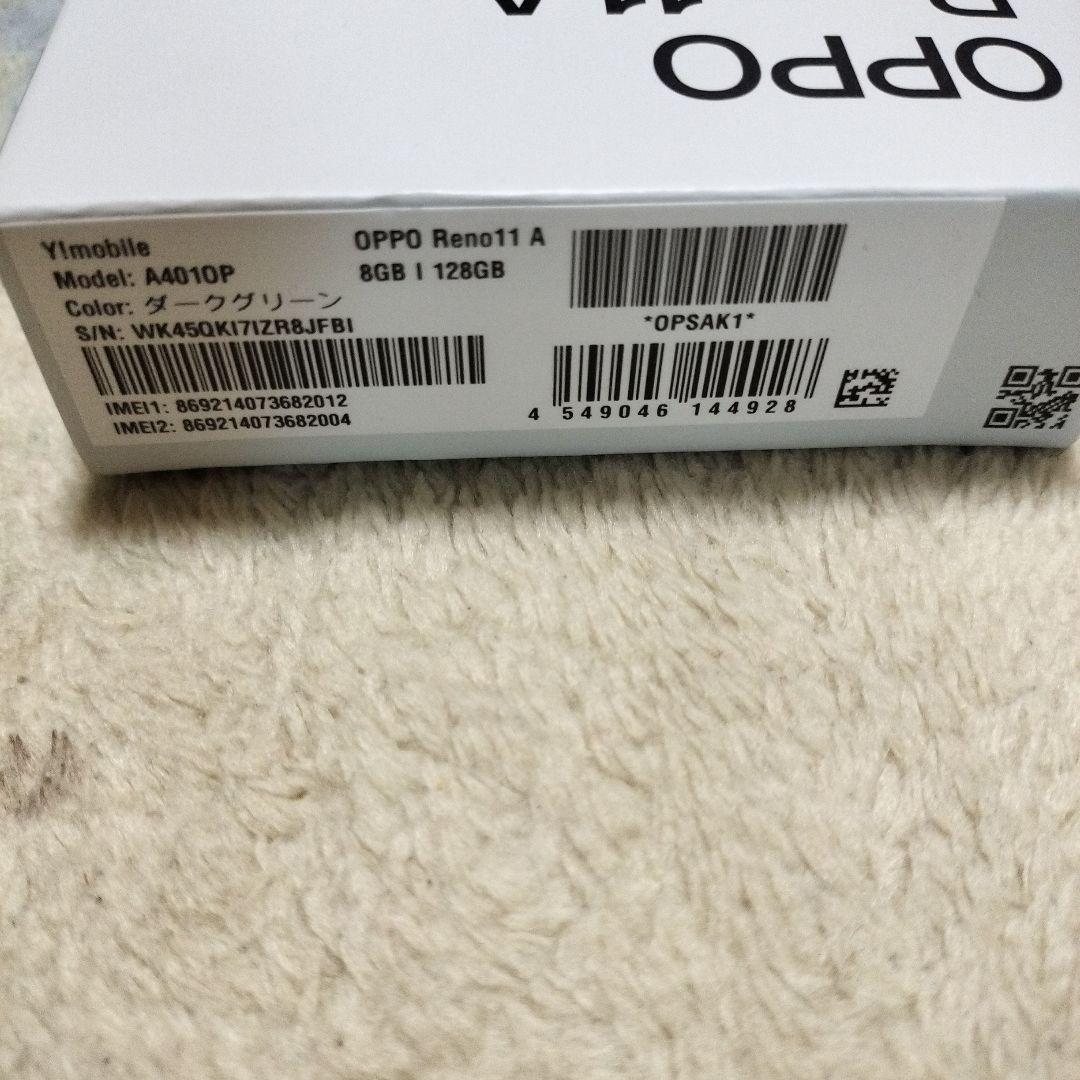 OPPO
11 A
Y!mobile
OPPO Reno11 A
Model: A401OP
8GB | 128GB
Color: ダークグリーン
S/N: WK45QKI7IZR8JFBI
*OPSAK1*
IMEI1: 869214073682012
IMEI2: 869214073682004
4 549046 144928